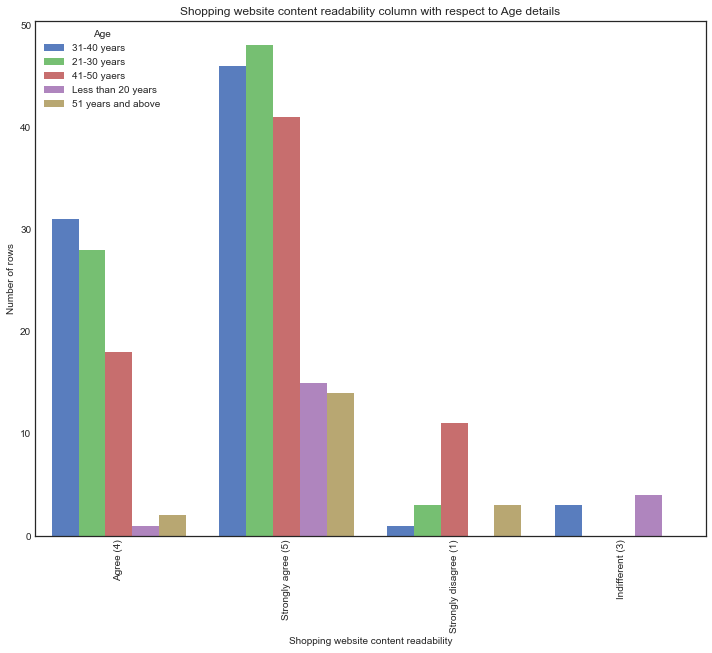 Shopping website content readability column with respect to Age details
50
40
30
20
10
0
Number of rows
Age
31-40 years
21-30 years
41-50 yaers
Less than 20 years
51 years and above
Agree (4)
Strongly agree (5)
Strongly disagree (1)
Indifferent (3)
Shopping website content readability